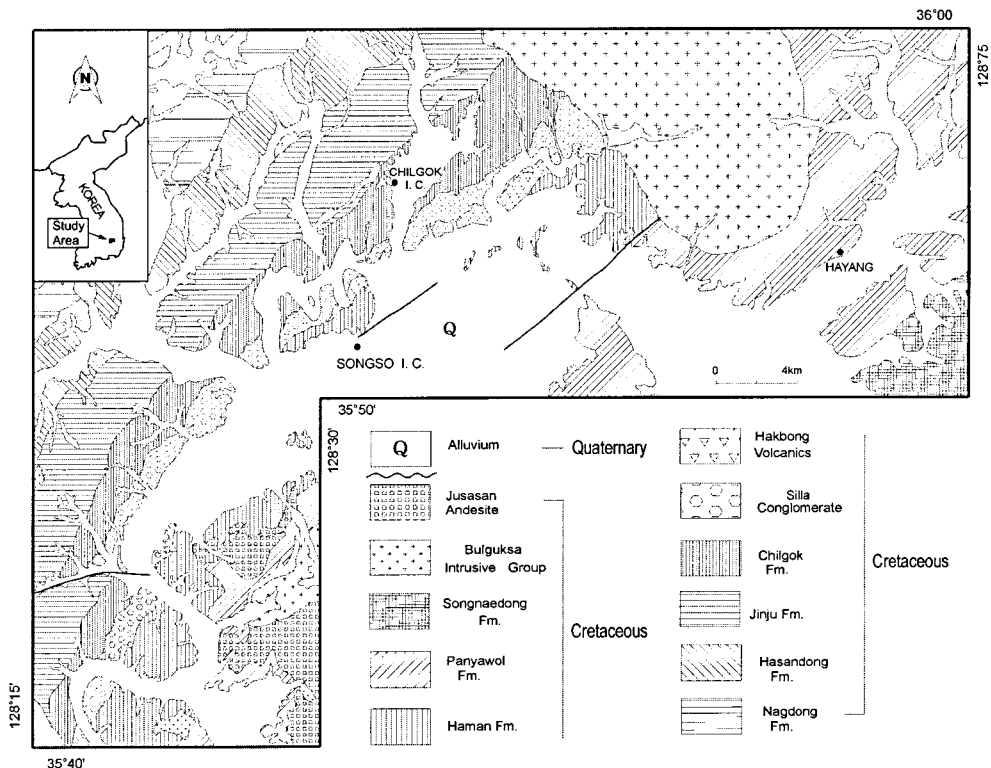 36°00
128°75
N
KOREA
Study
Area
CHILGOK
I. C.
HAYANG
Q
SONGSO I. C.
0 4km
35°50'
128°30'
128°15'
35°40'
Q
Alluvium
Quaternary
Jusasan
Andesite
Bulguksa
Intrusive Group
Songnaedong
Fm.
Panyawol
Fm.
Haman Fm.
Cretaceous
Hakbong
Volcanics
Silla
Conglomerate
Chilgok
Fm.
Jinju Fm.
Hasandong
Fm.
Nagdong
Fm.
Cretaceous